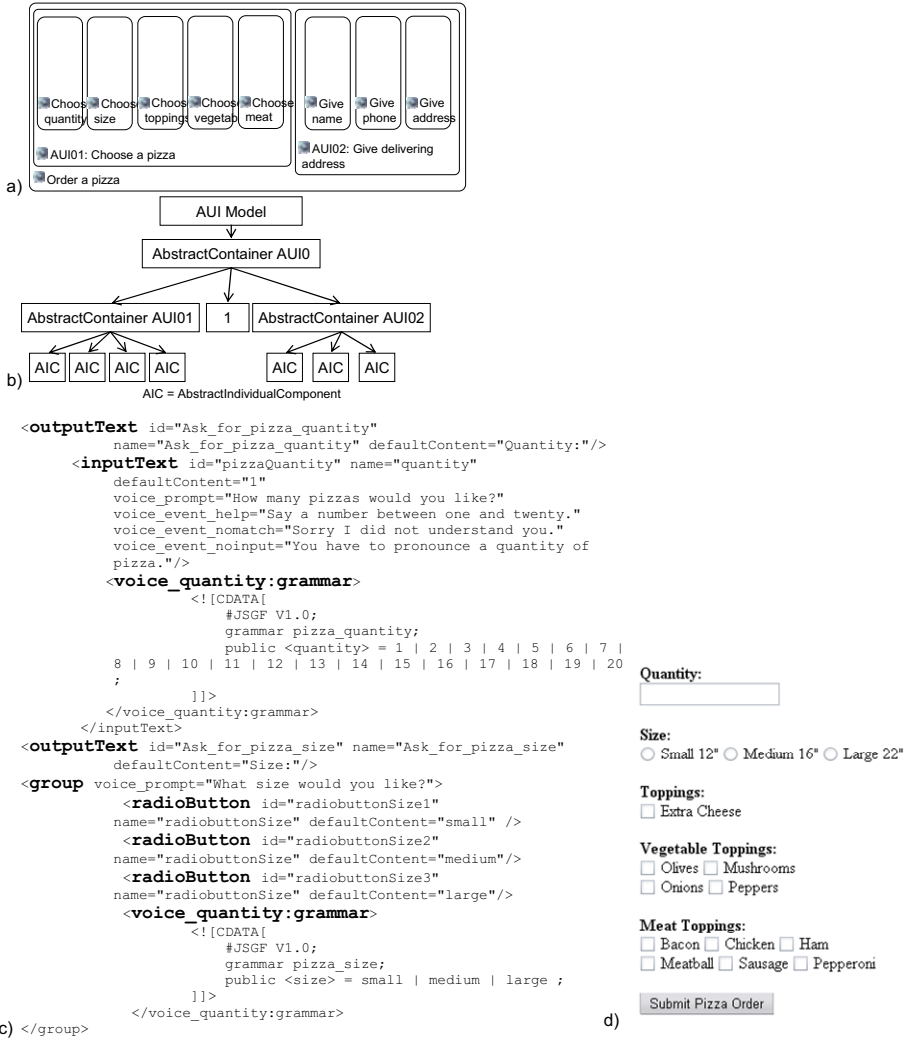 Choos
quantity
Choos
size
Choos
toppings
Choose
vegetab
Choose
meat
Give
name
Give
phone
Give
address
AUI01: Choose a pizza
AUI02: Give delivering
address
Order a pizza
a)
AUI Model
AbstractContainer AUI0
AbstractContainer AUI01
1
AbstractContainer AUI02
AIC AIC AIC AIC AIC AIC AIC
b)
AIC = AbstractIndividualComponent
<outputText id="Ask_for_pizza_quantity"
name="Ask_for_pizza_quantity" defaultContent="Quantity:"/>
<inputText id="pizzaQuantity" name="quantity"
defaultContent="1"
voice_prompt="How many pizzas would you like?"
voice_event_help="Say a number between one and twenty."
voice_event_nomatch="Sorry I did not understand you."
voice_event_noinput="You have to pronounce a quantity of
pizza."/>
<voice_quantity:grammar>
<![CDATA[
#JSGF V1.0;
grammar pizza_quantity;
public <quantity> = 1 | 2 | 3 | 4 | 5 | 6 | 7 |
8 | 9 | 10 | 11 | 12 | 13 | 14 | 15 | 16 | 17 | 18 | 19 | 20
;
]]>
</voice_quantity:grammar>
</inputText>
<outputText id="Ask_for_pizza_size" name="Ask_for_pizza_size"
defaultContent="Size:"/>
<group voice_prompt="What size would you like?">
<radioButton id="radiobuttonSize1"
name="radiobuttonSize" defaultContent="small" />
<radioButton id="radiobuttonSize2"
name="radiobuttonSize" defaultContent="medium"/>
<radioButton id="radiobuttonSize3"
name="radiobuttonSize" defaultContent="large"/>
<voice_quantity:grammar>
<![CDATA[
#JSGF V1.0;
grammar pizza_size;
public <size> = small | medium | large ;
]]>
</voice_quantity:grammar>
c) </group>
Quantity:
Size:
Small 12" Medium 16" Large 22"
Toppings:
Extra Cheese
Vegetable Toppings:
Olives Mushrooms
Onions Peppers
Meat Toppings:
Bacon Chicken Ham
Meatball Sausage Pepperoni
Submit Pizza Order
d)